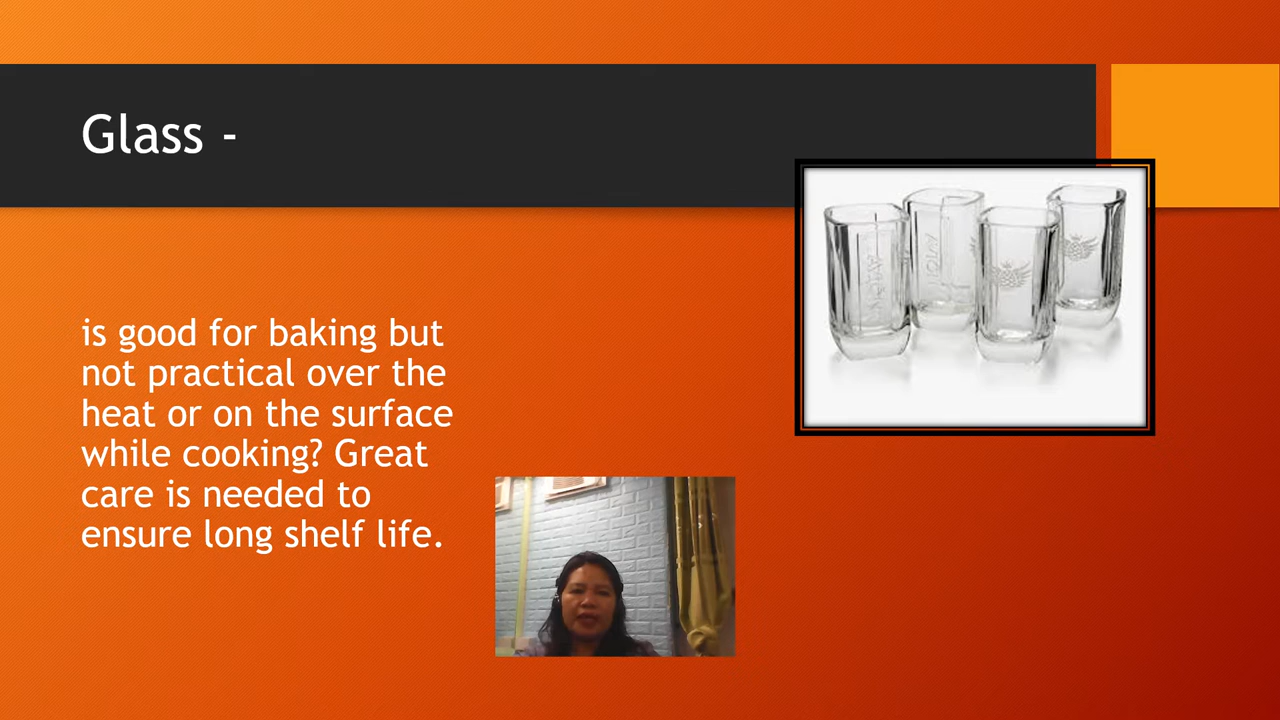 Glass -
is good for baking but
not practical over the
heat or on the surface
while cooking? Great
care is needed to
ensure long shelf life.